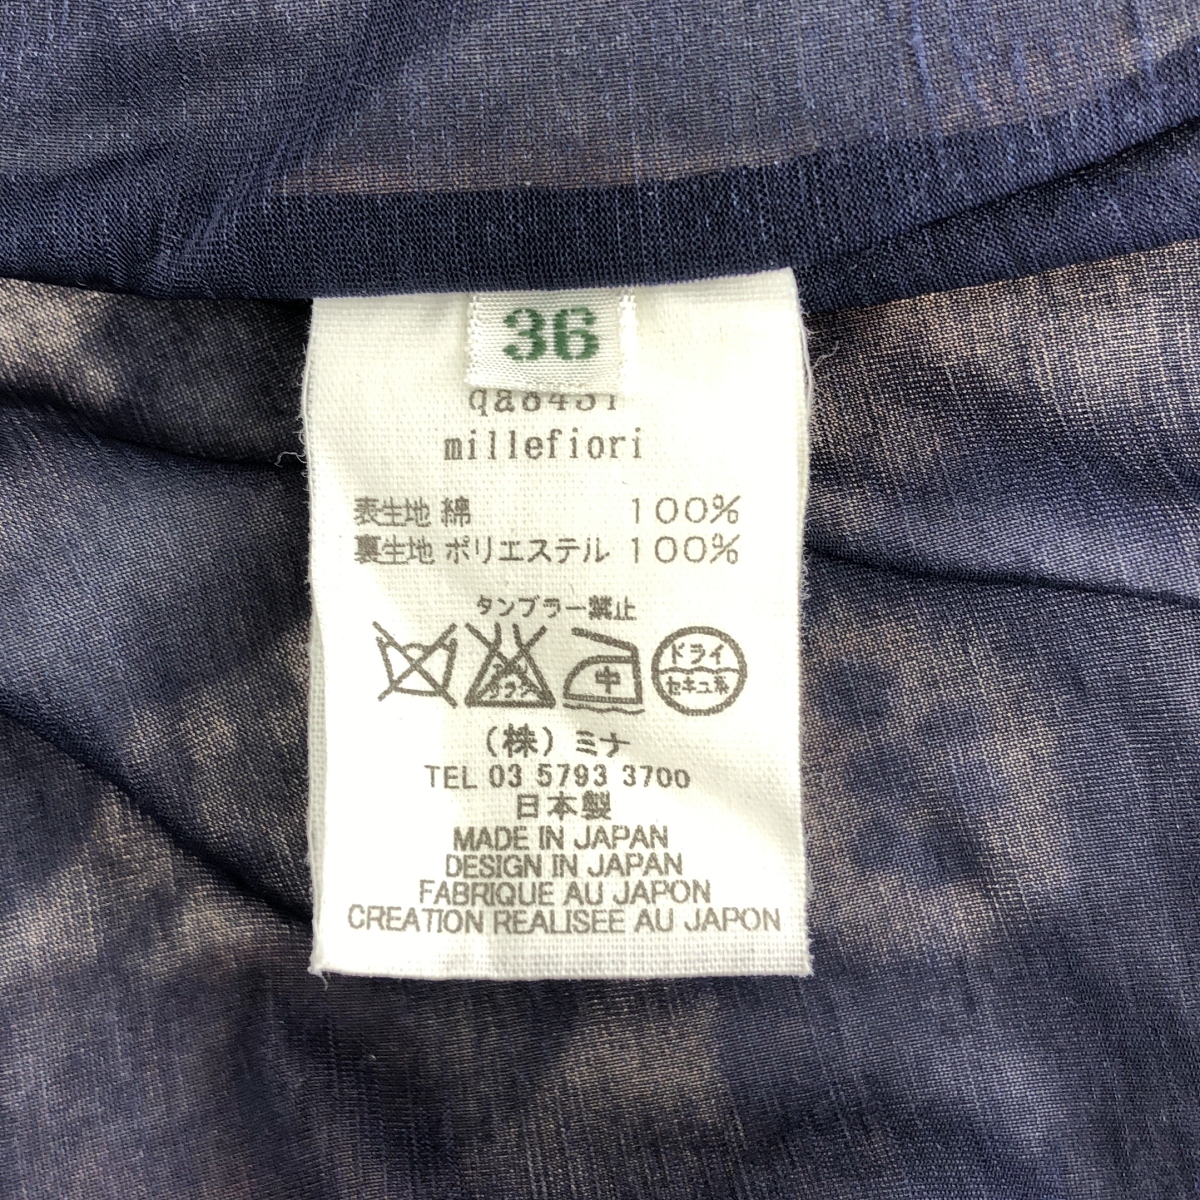 36
millefiori
表生地 綿 100%
裏生地 ポリエステル 100%
タンブラー禁止
中
ドライ
セキユ系
(株)ミナ
TEL 03 5793 3700
日本製
MADE IN JAPAN
DESIGN IN JAPAN
FABRIQUE AU JAPON
CREATION REALISEE AU JAPON